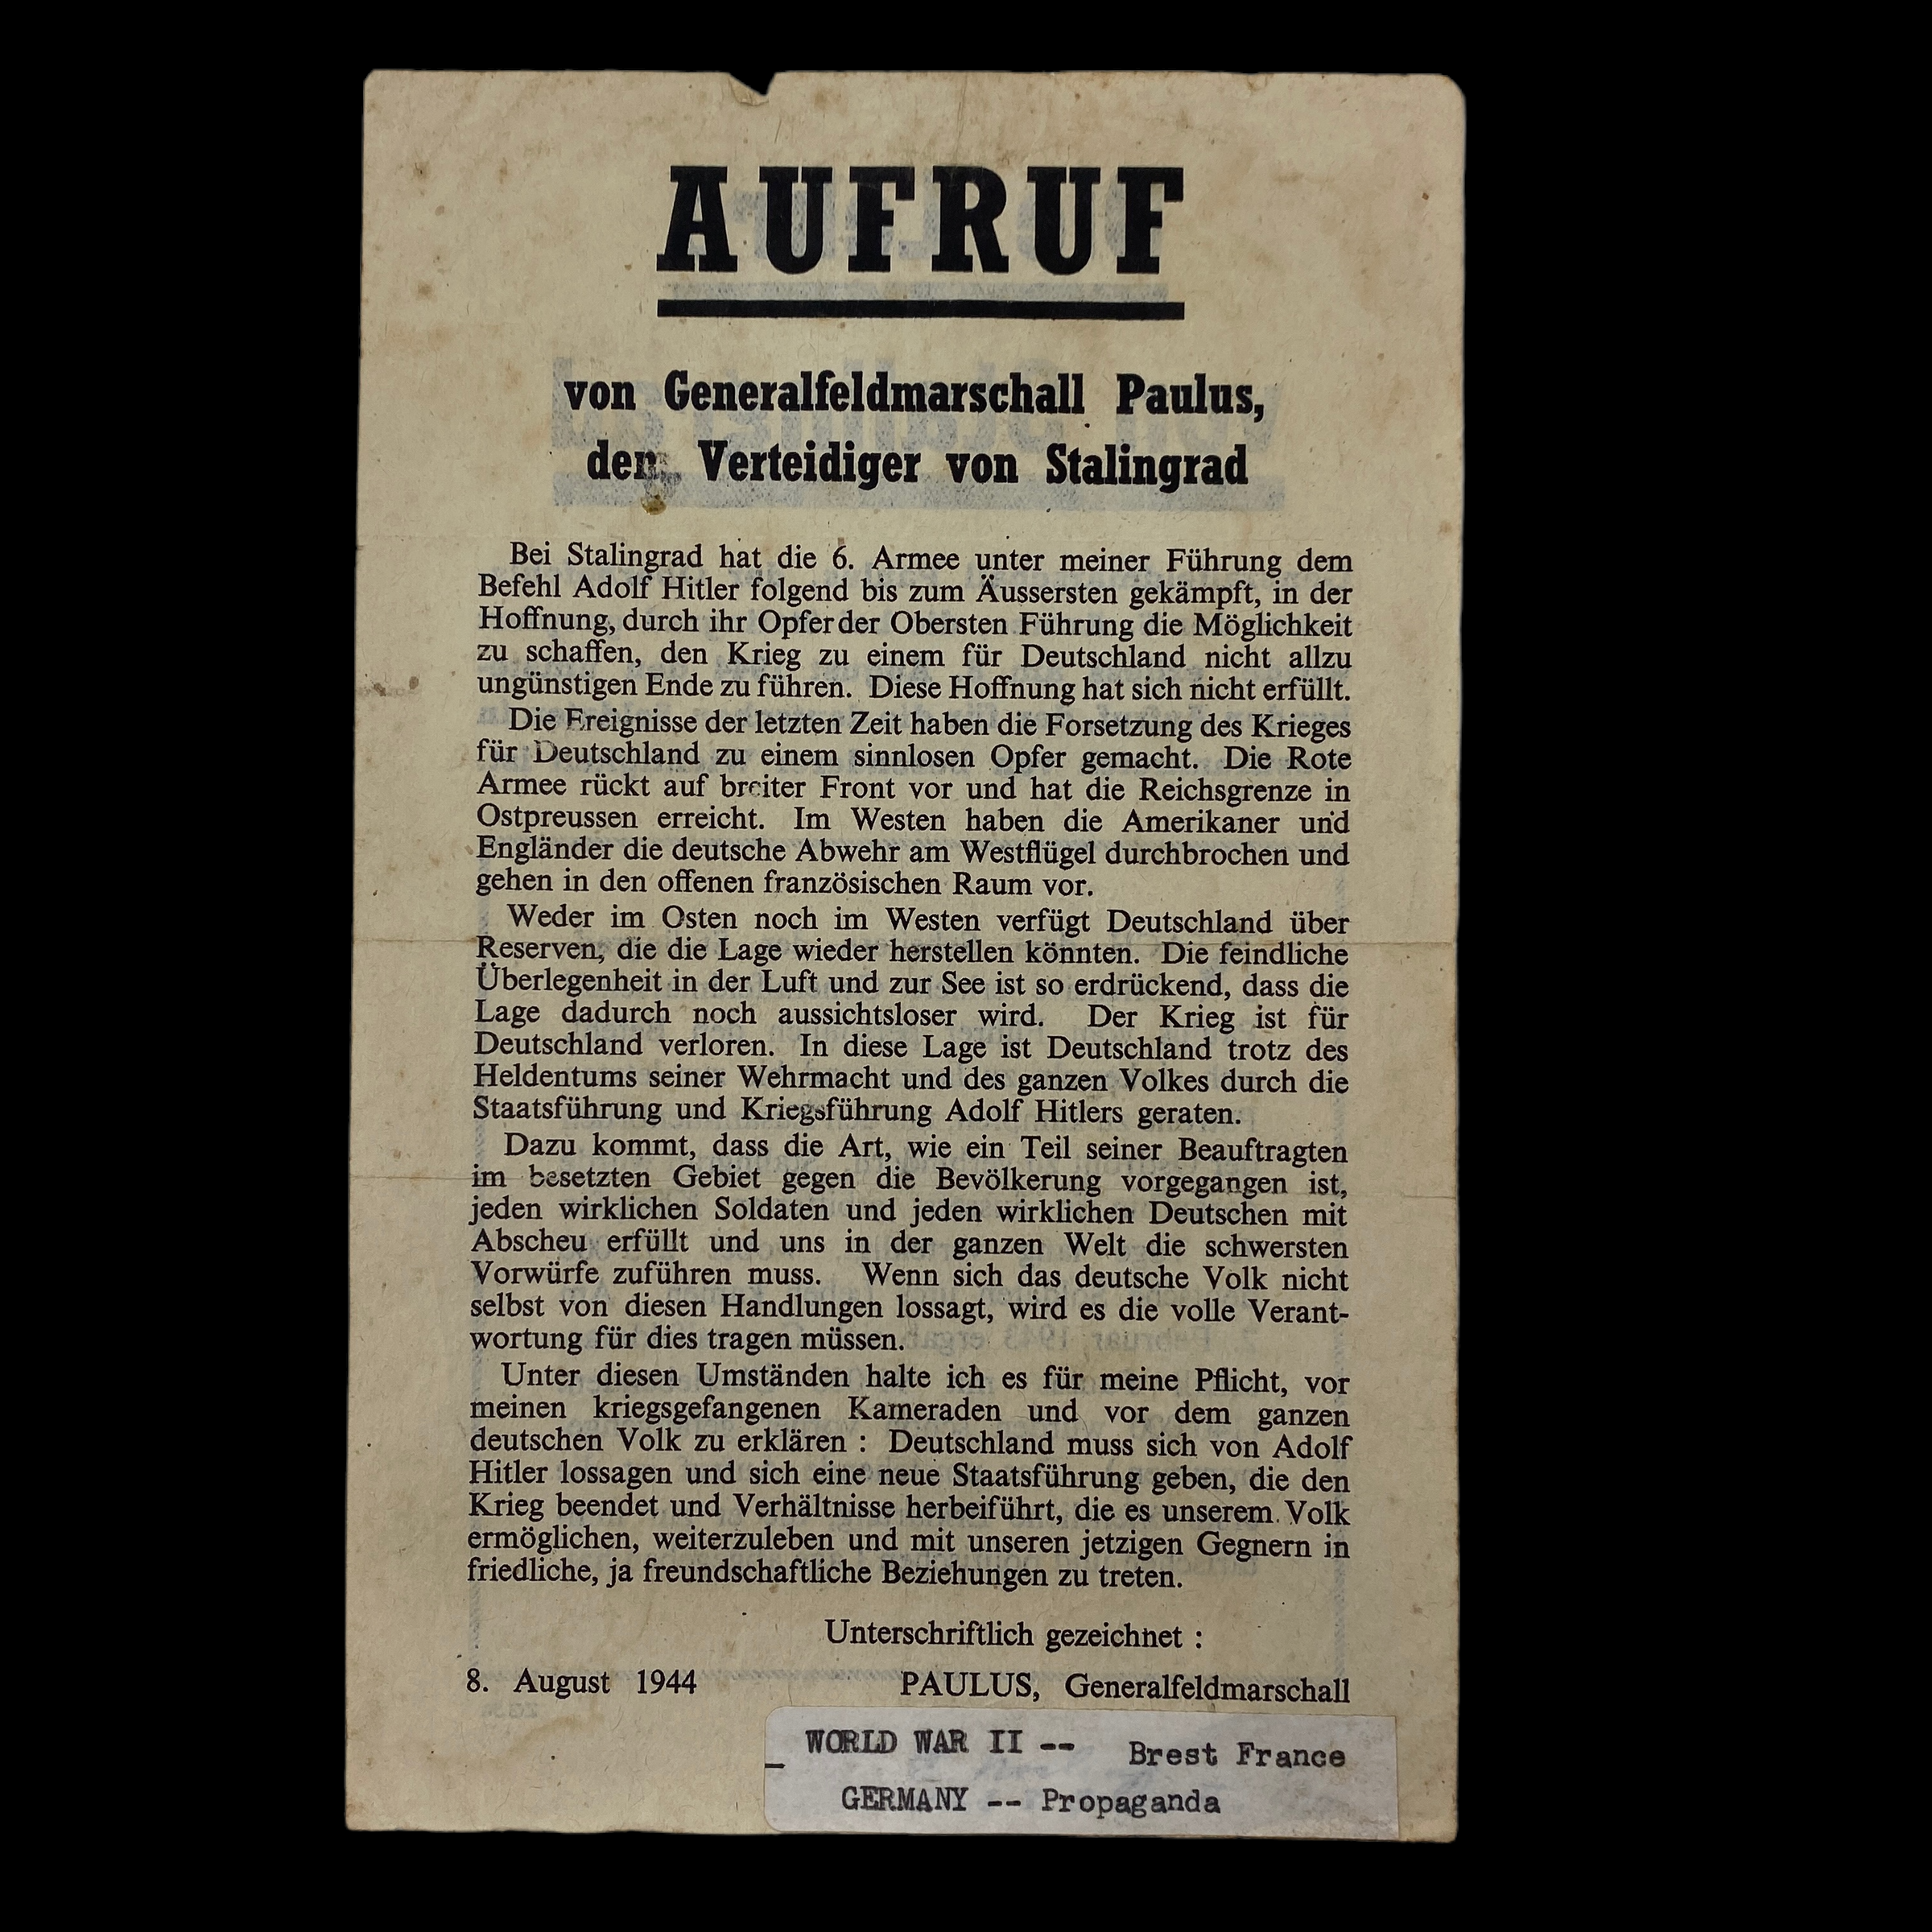 AUFRUF
von Generalfeldmarschall Paulus,
dem Verteidiger von Stalingrad
Bei Stalingrad hat die 6. Armee unter meiner Führung dem
Befehl Adolf Hitler folgend bis zum Äussersten gekämpft, in der
Hoffnung, durch ihr Opfer der Obersten Führung die Möglichkeit
zu schaffen, den Krieg zu einem für Deutschland nicht allzu
ungünstigen Ende zu führen. Diese Hoffnung hat sich nicht erfüllt.
Die Ereignisse der letzten Zeit haben die Forsetzung des Krieges
für Deutschland zu einem sinnlosen Opfer gemacht. Die Rote
Armee rückt auf breiter Front vor und hat die Reichsgrenze in
Ostpreussen erreicht. Im Westen haben die Amerikaner und
Engländer die deutsche Abwehr am Westflügel durchbrochen und
gehen in den offenen französischen Raum vor.
Weder im Osten noch im Westen verfügt Deutschland über
Reserven, die die Lage wieder herstellen könnten. Die feindliche
Überlegenheit in der Luft und zur See ist so erdrückend, dass die
Lage dadurch noch aussichtsloser wird. Der Krieg ist für
Deutschland verloren. In diese Lage ist Deutschland trotz des
Heldentums seiner Wehrmacht und des ganzen Volkes durch die
Staatsführung und Kriegsführung Adolf Hitlers geraten.
Dazu kommt, dass die Art, wie ein Teil seiner Beauftragten
im besetzten Gebiet gegen die Bevölkerung vorgegangen ist,
jeden wirklichen Soldaten und jeden wirklichen Deutschen mit
Abscheu erfüllt und uns in der ganzen Welt die schwersten
Vorwürfe zuführen muss. Wenn sich das deutsche Volk nicht
selbst von diesen Handlungen lossagt, wird es die volle Verant-
wortung für dies tragen müssen.
Unter diesen Umständen halte ich es für meine Pflicht, vor
meinen kriegsgefangenen Kameraden und vor dem ganzen
deutschen Volk zu erklären : Deutschland muss sich von Adolf
Hitler lossagen und sich eine neue Staatsführung geben, die den
Krieg beendet und Verhältnisse herbeiführt, die es unserem Volk
ermöglichen, weiterzuleben und mit unseren jetzigen Gegnern in
friedliche, ja freundschaftliche Beziehungen zu treten.
Unterschriftlich gezeichnet :
8. August 1944 PAULUS, Generalfeldmarschall
WORLD WAR II -- Brest France
GERMANY -- Propaganda